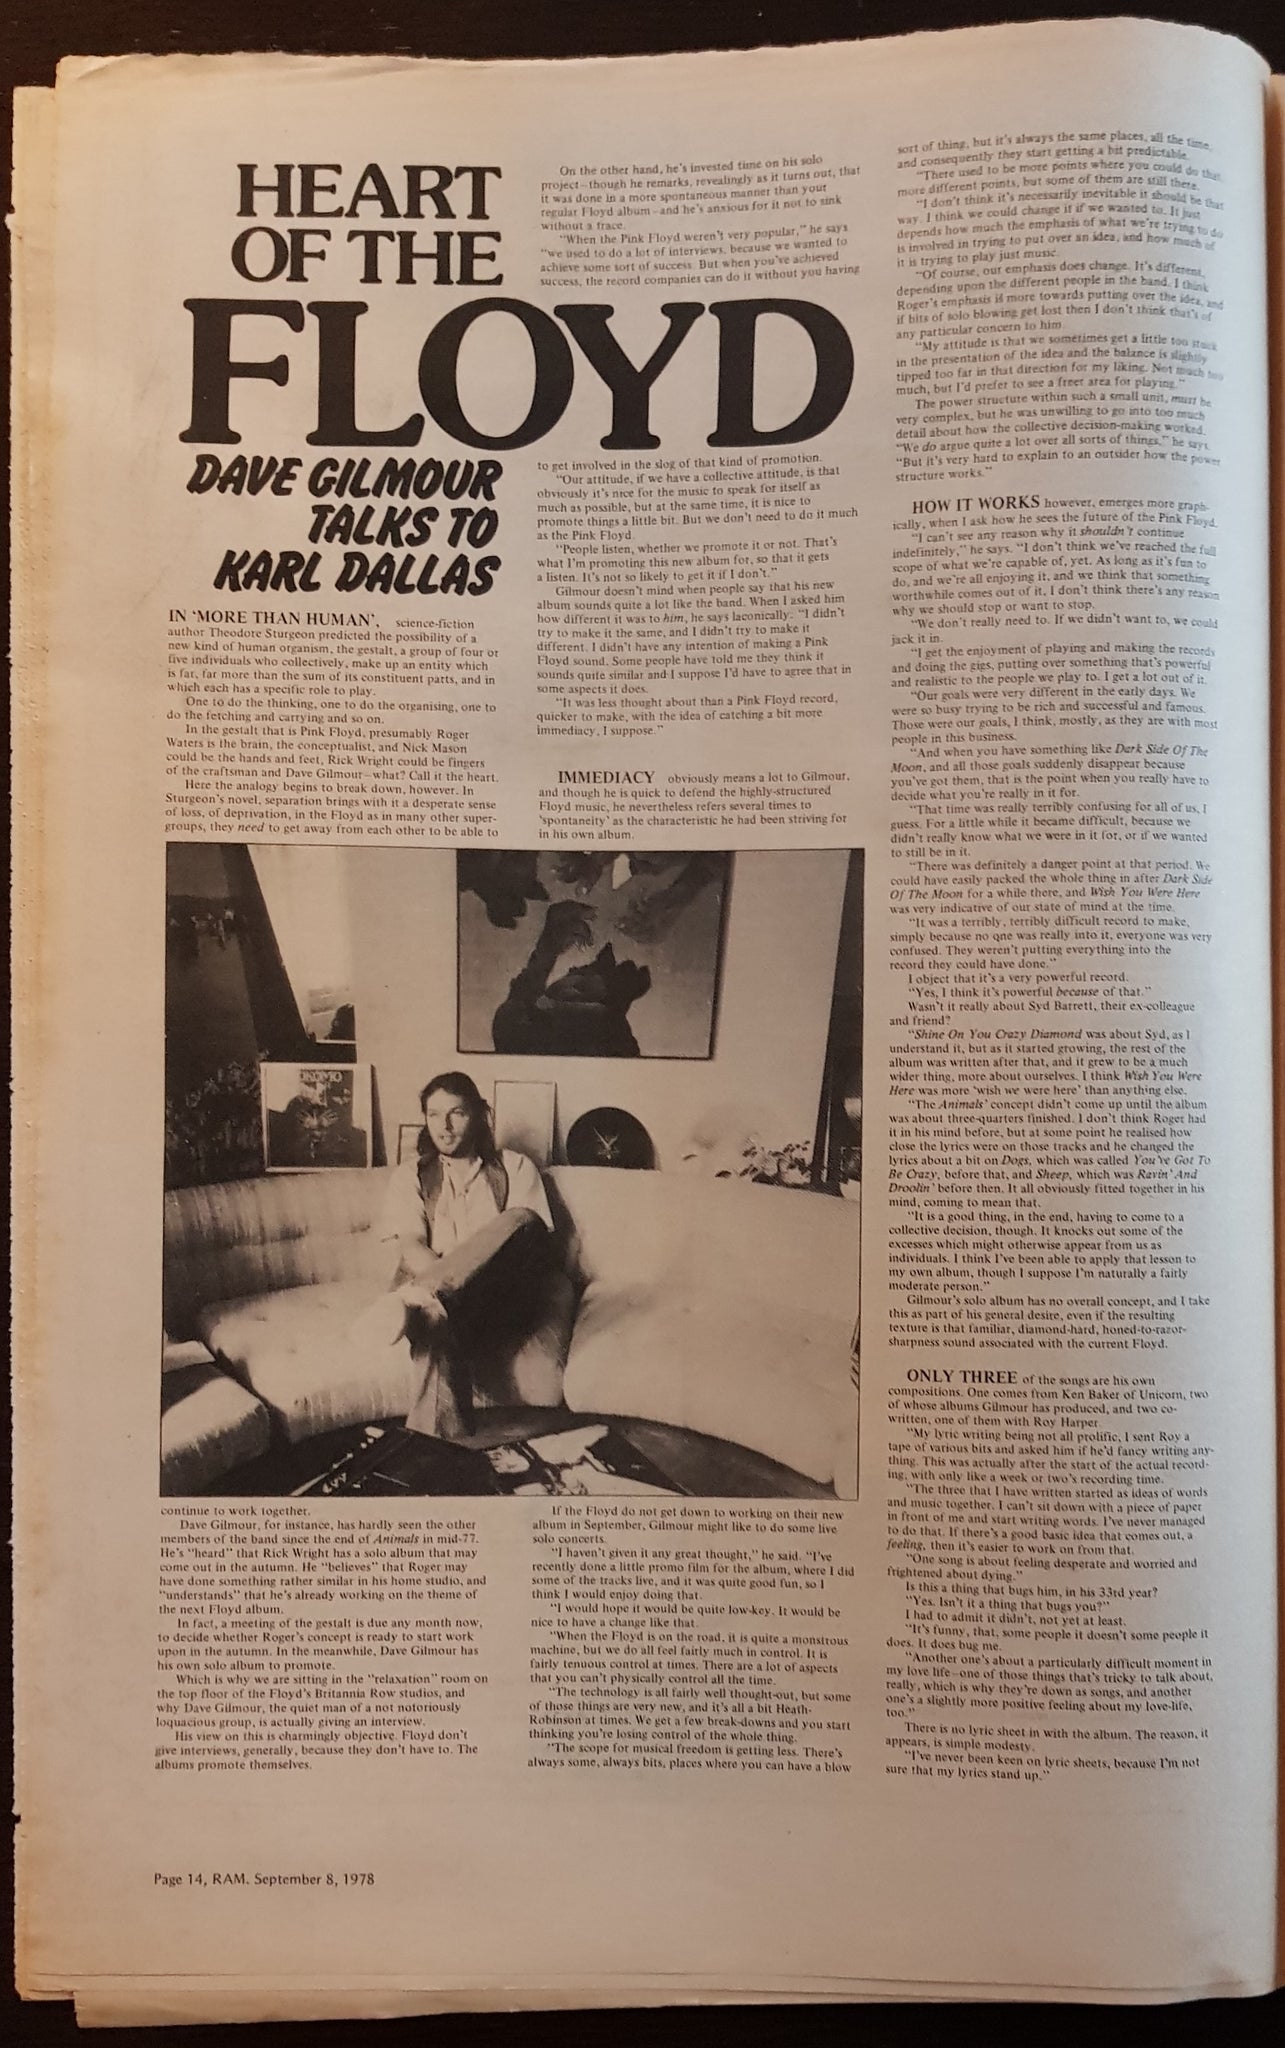 HEART
OF THE
FLOYD
DAVE GILMOUR
TALKS TO
KARL DALLAS
IN 'MORE THAN HUMAN', science-fiction
author Theodore Sturgeon predicted the possibility of a
new kind of human organism, the gestalt, a group of four or
five individuals who collectively, make up an entity which
is far, far more than the sum of its constituent parts, and in
which each has a specific role to play.
One to do the thinking, one to do the organising, one to
do the fetching and carrying and so on.
In the gestalt that is Pink Floyd, presumably Roger
Waters is the brain, the conceptualist, and Nick Mason
could be the hands and feet, Rick Wright could be fingers
of the craftsman and Dave Gilmour—what? Call it the heart.
Here the analogy begins to break down, however. In
Sturgeon's novel, separation brings with it a desperate sense
of loss, of deprivation, in the Floyd as in many other super-
groups, they need to get away from each other to be able to
continue to work together.
Dave Gilmour, for instance, has hardly seen the other
members of the band since the end of Animals in mid-77.
He's "heard" that Rick Wright has a solo album that may
come out in the autumn. He "believes" that Roger may
have done something rather similar in his home studio, and
"understands" that he's already working on the theme of
the next Floyd album.
In fact, a meeting of the gestalt is due any month now,
to decide whether Roger's concept is ready to start work
upon in the autumn. In the meanwhile, Dave Gilmour has
his own solo album to promote.
Which is why we are sitting in the "relaxation" room on
the top floor of the Floyd's Britannia Row studios, and
why Dave Gilmour, the quiet man of a not notoriously
loquacious group, is actually giving an interview.
His view on this is charmingly objective. Floyd don't
give interviews, generally, because they don't have to. The
albums promote themselves.
On the other hand, he's invested time on his solo
project—though he remarks, revealingly as it turns out, that
it was done in a more spontaneous manner than your
regular Floyd album—and he's anxious for it not to sink
without a trace.
"When the Pink Floyd weren't very popular," he says
"we used to do a lot of interviews, because we wanted to
achieve some sort of success. But when you've achieved
success, the record companies can do it without you having
to get involved in the slog of that kind of promotion.
"Our attitude, if we have a collective attitude, is that
obviously it's nice for the music to speak for itself as
much as possible, but at the same time, it is nice to
promote things a little bit. But we don't need to do it much
as the Pink Floyd.
"People listen, whether we promote it or not. That's
what I'm promoting this new album for, so that it gets
a listen. It's not so likely to get it if I don't."
Gilmour doesn't mind when people say that his new
album sounds quite a lot like the band. When I asked him
how different it was to him, he says laconically. "I didn't
try to make it the same, and I didn't try to make it
different. I didn't have any intention of making a Pink
Floyd sound. Some people have told me they think it
sounds quite similar and I suppose I'd have to agree that in
some aspects it does.
"It was less thought about than a Pink Floyd record,
quicker to make, with the idea of catching a bit more
immediacy, I suppose."
IMMEDIACY obviously means a lot to Gilmour,
and though he is quick to defend the highly-structured
Floyd music, he nevertheless refers several times to
'spontaneity' as the characteristic he had been striving for
in his own album.
If the Floyd do not get down to working on their new
album in September, Gilmour might like to do some live
solo concerts.
"I haven't given it any great thought," he said. "I've
recently done a little promo film for the album, where I did
some of the tracks live, and it was quite good fun, so I
think I would enjoy doing that.
"I would hope it would be quite low-key. It would be
nice to have a change like that.
"When the Floyd is on the road, it is quite a monstrous
machine, but we do all feel fairly much in control. It is
fairly tenuous control at times. There are a lot of aspects
that you can't physically control all the time.
"The technology is all fairly well thought-out, but some
of those things are very new, and it's all a bit Heath-
Robinson at times. We get a few break-downs and you start
thinking you're losing control of the whole thing.
"The scope for musical freedom is getting less. There's
always some, always bits, places where you can have a blow
sort of thing, but it's always the same places, all the time,
and consequently they start getting a bit predictable.
"There used to be more points where you could do that,
more different points, but some of them are still there.
"I don't think it's necessarily inevitable it should be that
way. I think we could change it if we wanted to. It just
depends how much the emphasis of what we're trying to do
is involved in trying to put over an idea, and how much of
it is trying to play just music.
"Of course, our emphasis does change. It's different,
depending upon the different people in the band. I think
Roger's emphasis is more towards putting over the idea, and
if bits of solo blowing get lost then I don't think that's of
any particular concern to him.
"My attitude is that we sometimes get a little too stuck
in the presentation of the idea and the balance is slightly
tipped too far in that direction for my liking. Not much too
much, but I'd prefer to see a freer area for playing."
The power structure within such a small unit, must be
very complex, but he was unwilling to go into too much
detail about how the collective decision-making worked.
"We do argue quite a lot over all sorts of things," he says.
"But it's very hard to explain to an outsider how the power
structure works."
HOW IT WORKS however, emerges more graph-
ically, when I ask how he sees the future of the Pink Floyd.
"I can't see any reason why it shouldn't continue
indefinitely," he says. "I don't think we've reached the full
scope of what we're capable of, yet. As long as it's fun to
do, and we're all enjoying it, and we think that something
worthwhile comes out of it, I don't think there's any reason
why we should stop or want to stop.
"We don't really need to. If we didn't want to, we could
jack it in.
"I get the enjoyment of playing and making the records
and doing the gigs, putting over something that's powerful
and realistic to the people we play to. I get a lot out of it.
"Our goals were very different in the early days. We
were so busy trying to be rich and successful and famous.
Those were our goals, I think, mostly, as they are with most
people in this business.
"And when you have something like Dark Side Of The
Moon, and all those goals suddenly disappear because
you've got them, that is the point when you really have to
decide what you're really in it for.
"That time was really terribly confusing for all of us, I
guess. For a little while it became difficult, because we
didn't really know what we were in it for, or if we wanted
to still be in it.
"There was definitely a danger point at that period. We
could have easily packed the whole thing in after Dark Side
Of The Moon for a while there, and Wish You Were Here
was very indicative of our state of mind at the time.
"It was a terribly, terribly difficult record to make,
simply because no one was really into it, everyone was very
confused. They weren't putting everything into the
record they could have done."
I object that it's a very powerful record.
"Yes, I think it's powerful because of that."
Wasn't it really about Syd Barrett, their ex-colleague
and friend?
"Shine On You Crazy Diamond was about Syd, as I
understand it, but as it started growing, the rest of the
album was written after that, and it grew to be a much
wider thing, more about ourselves. I think Wish You Were
Here was more 'wish we were here' than anything else.
"The Animals' concept didn't come up until the album
was about three-quarters finished. I don't think Roger had
it in his mind before, but at some point he realised how
close the lyrics were on those tracks and he changed the
lyrics about a bit on Dogs, which was called You've Got To
Be Crazy, before that, and Sheep, which was Ravin' And
Droolin' before then. It all obviously fitted together in his
mind, coming to mean that.
"It is a good thing, in the end, having to come to a
collective decision, though. It knocks out some of the
excesses which might otherwise appear from us as
individuals. I think I've been able to apply that lesson to
my own album, though I suppose I'm naturally a fairly
moderate person."
Gilmour's solo album has no overall concept, and I take
this as part of his general desire, even if the resulting
texture is that familiar, diamond-hard, honed-to-razor-
sharpness sound associated with the current Floyd.
ONLY THREE of the songs are his own
compositions. One comes from Ken Baker of Unicorn, two
of whose albums Gilmour has produced, and two co-
written, one of them with Roy Harper.
"My lyric writing being not all prolific, I sent Roy a
tape of various bits and asked him if he'd fancy writing any-
thing. This was actually after the start of the actual record-
ing, with only like a week or two's recording time.
"The three that I have written started as ideas of words
and music together. I can't sit down with a piece of paper
in front of me and start writing words. I've never managed
to do that. If there's a good basic idea that comes out, a
feeling, then it's easier to work on from that.
"One song is about feeling desperate and worried and
frightened about dying."
Is this a thing that bugs him, in his 33rd year?
"Yes. Isn't it a thing that bugs you?"
I had to admit it didn't, not yet at least.
"It's funny, that, some people it doesn't some people it
does. It does bug me.
"Another one's about a particularly difficult moment in
my love life—one of those things that's tricky to talk about,
really, which is why they're down as songs, and another
one's a slightly more positive feeling about my love-life,
too."
There is no lyric sheet in with the album. The reason, it
appears, is simple modesty.
"I've never been keen on lyric sheets, because I'm not
sure that my lyrics stand up."
Page 14, RAM. September 8, 1978